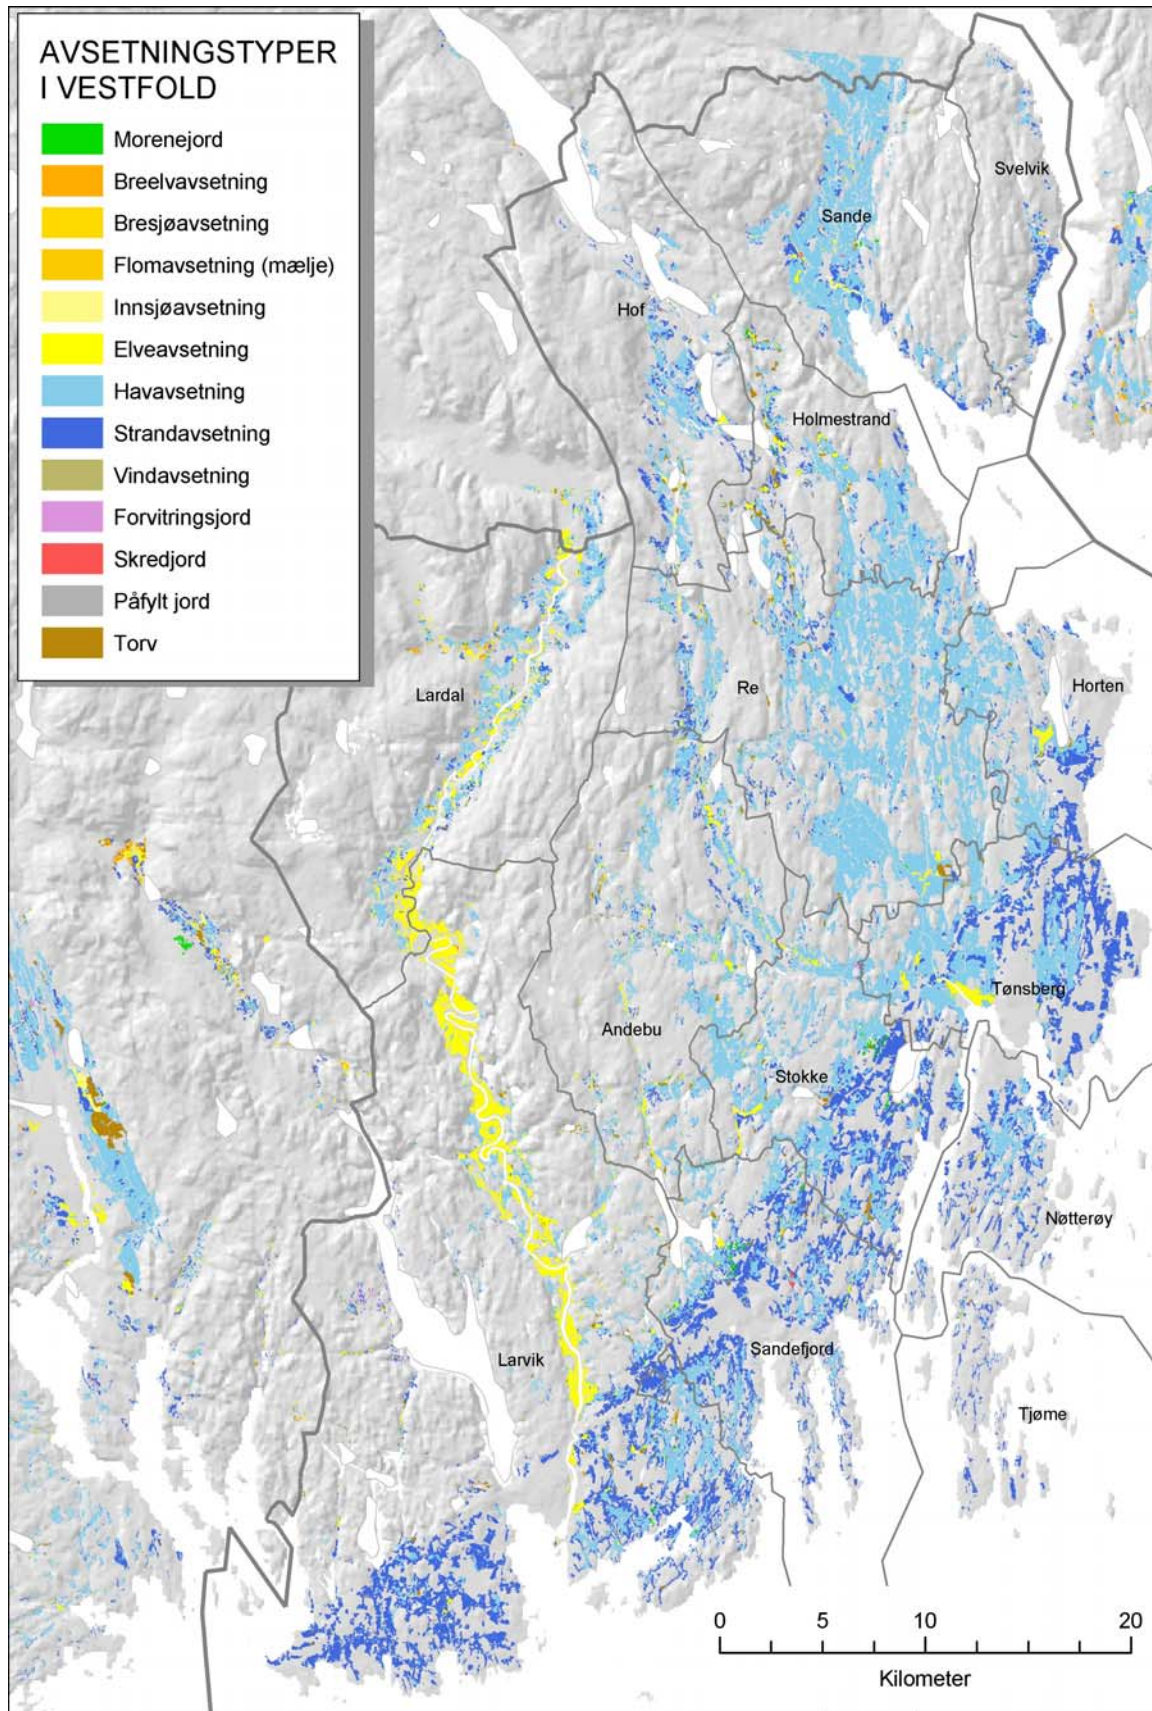 AVSETNINGSTYPER
I VESTFOLD
Morenejord
Breelvavsetning
Bresjøavsetning
Flomavsetning (mælje)
Innsjøavsetning
Elveavsetning
Havavsetning
Strandavsetning
Vindavsetning
Forvitringsjord
Skredjord
Påfylt jord
Torv
Svelvik
Sande
Hof
Holmestrand
Lardal
Re
Horten
Tønsberg
Andebu
Stokke
Nøtterøy
Larvik
Sandefjord
Tjøme
0 5 10 20
Kilometer